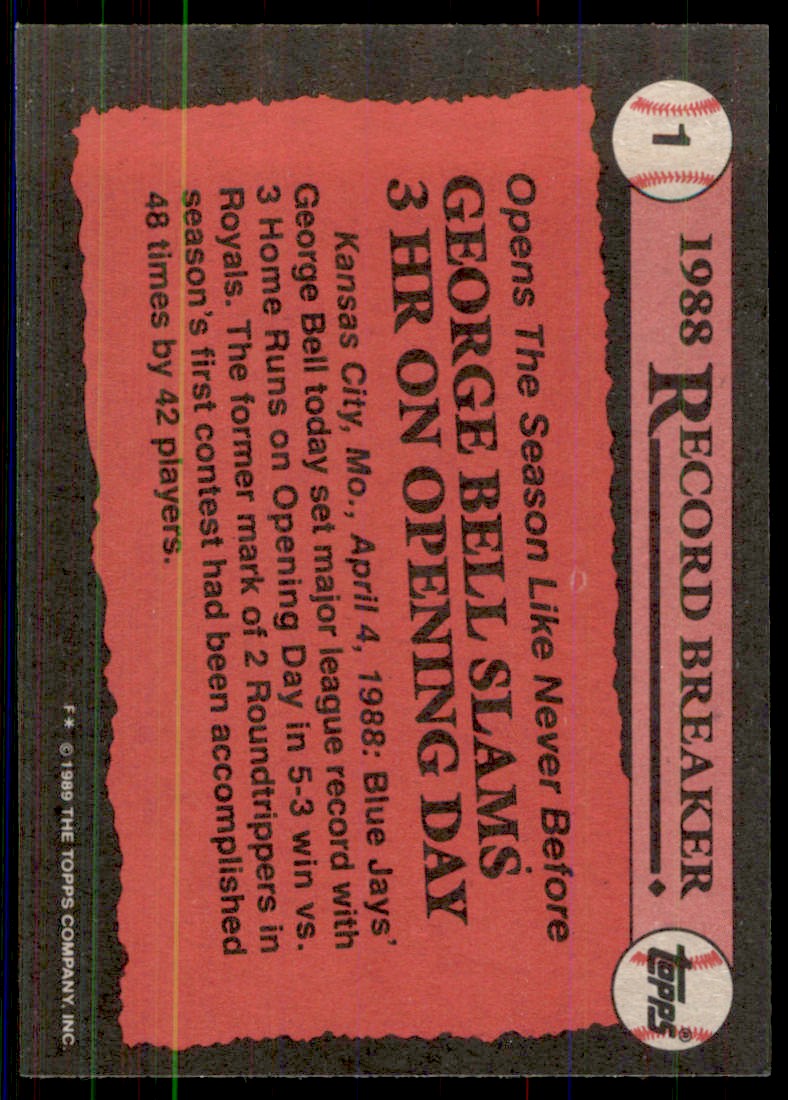 1
1988 RECORD BREAKER
topps®
Opens The Season Like Never Before
GEORGE BELL SLAMS
3 HR ON OPENING DAY
Kansas City, Mo., April 4, 1988: Blue Jays'
George Bell today set major league record with
3 Home Runs on Opening Day in 5-3 win vs.
Royals. The former mark of 2 Roundtrippers in
season's first contest had been accomplished
48 times by 42 players.
F* © 1989 THE TOPPS COMPANY, INC.